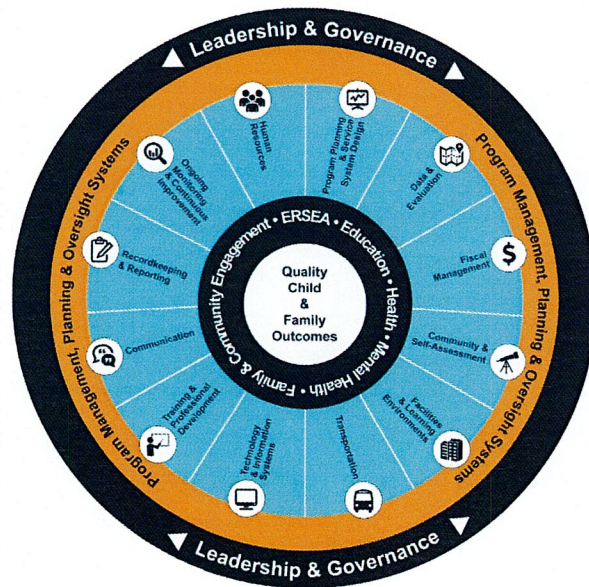 Leadership & Governance
Program Management, Planning & Oversight Systems
Program Management, Planning & Oversight Systems
Program Planning
& Service
System Design
Data &
Evaluation
Fiscal
Management
Community &
Self-Assessment
Facilities
& Learning
Environments
Transportation
Technology
& Information
Systems
Training &
Professional
Development
Communication
Recordkeeping
& Reporting
Ongoing
Monitoring
& Continuous
Improvement
Human
Resources
Family & Community Engagement • ERSEA • Education • Health • Mental Health •
Quality
Child
&
Family
Outcomes
$
Leadership & Governance